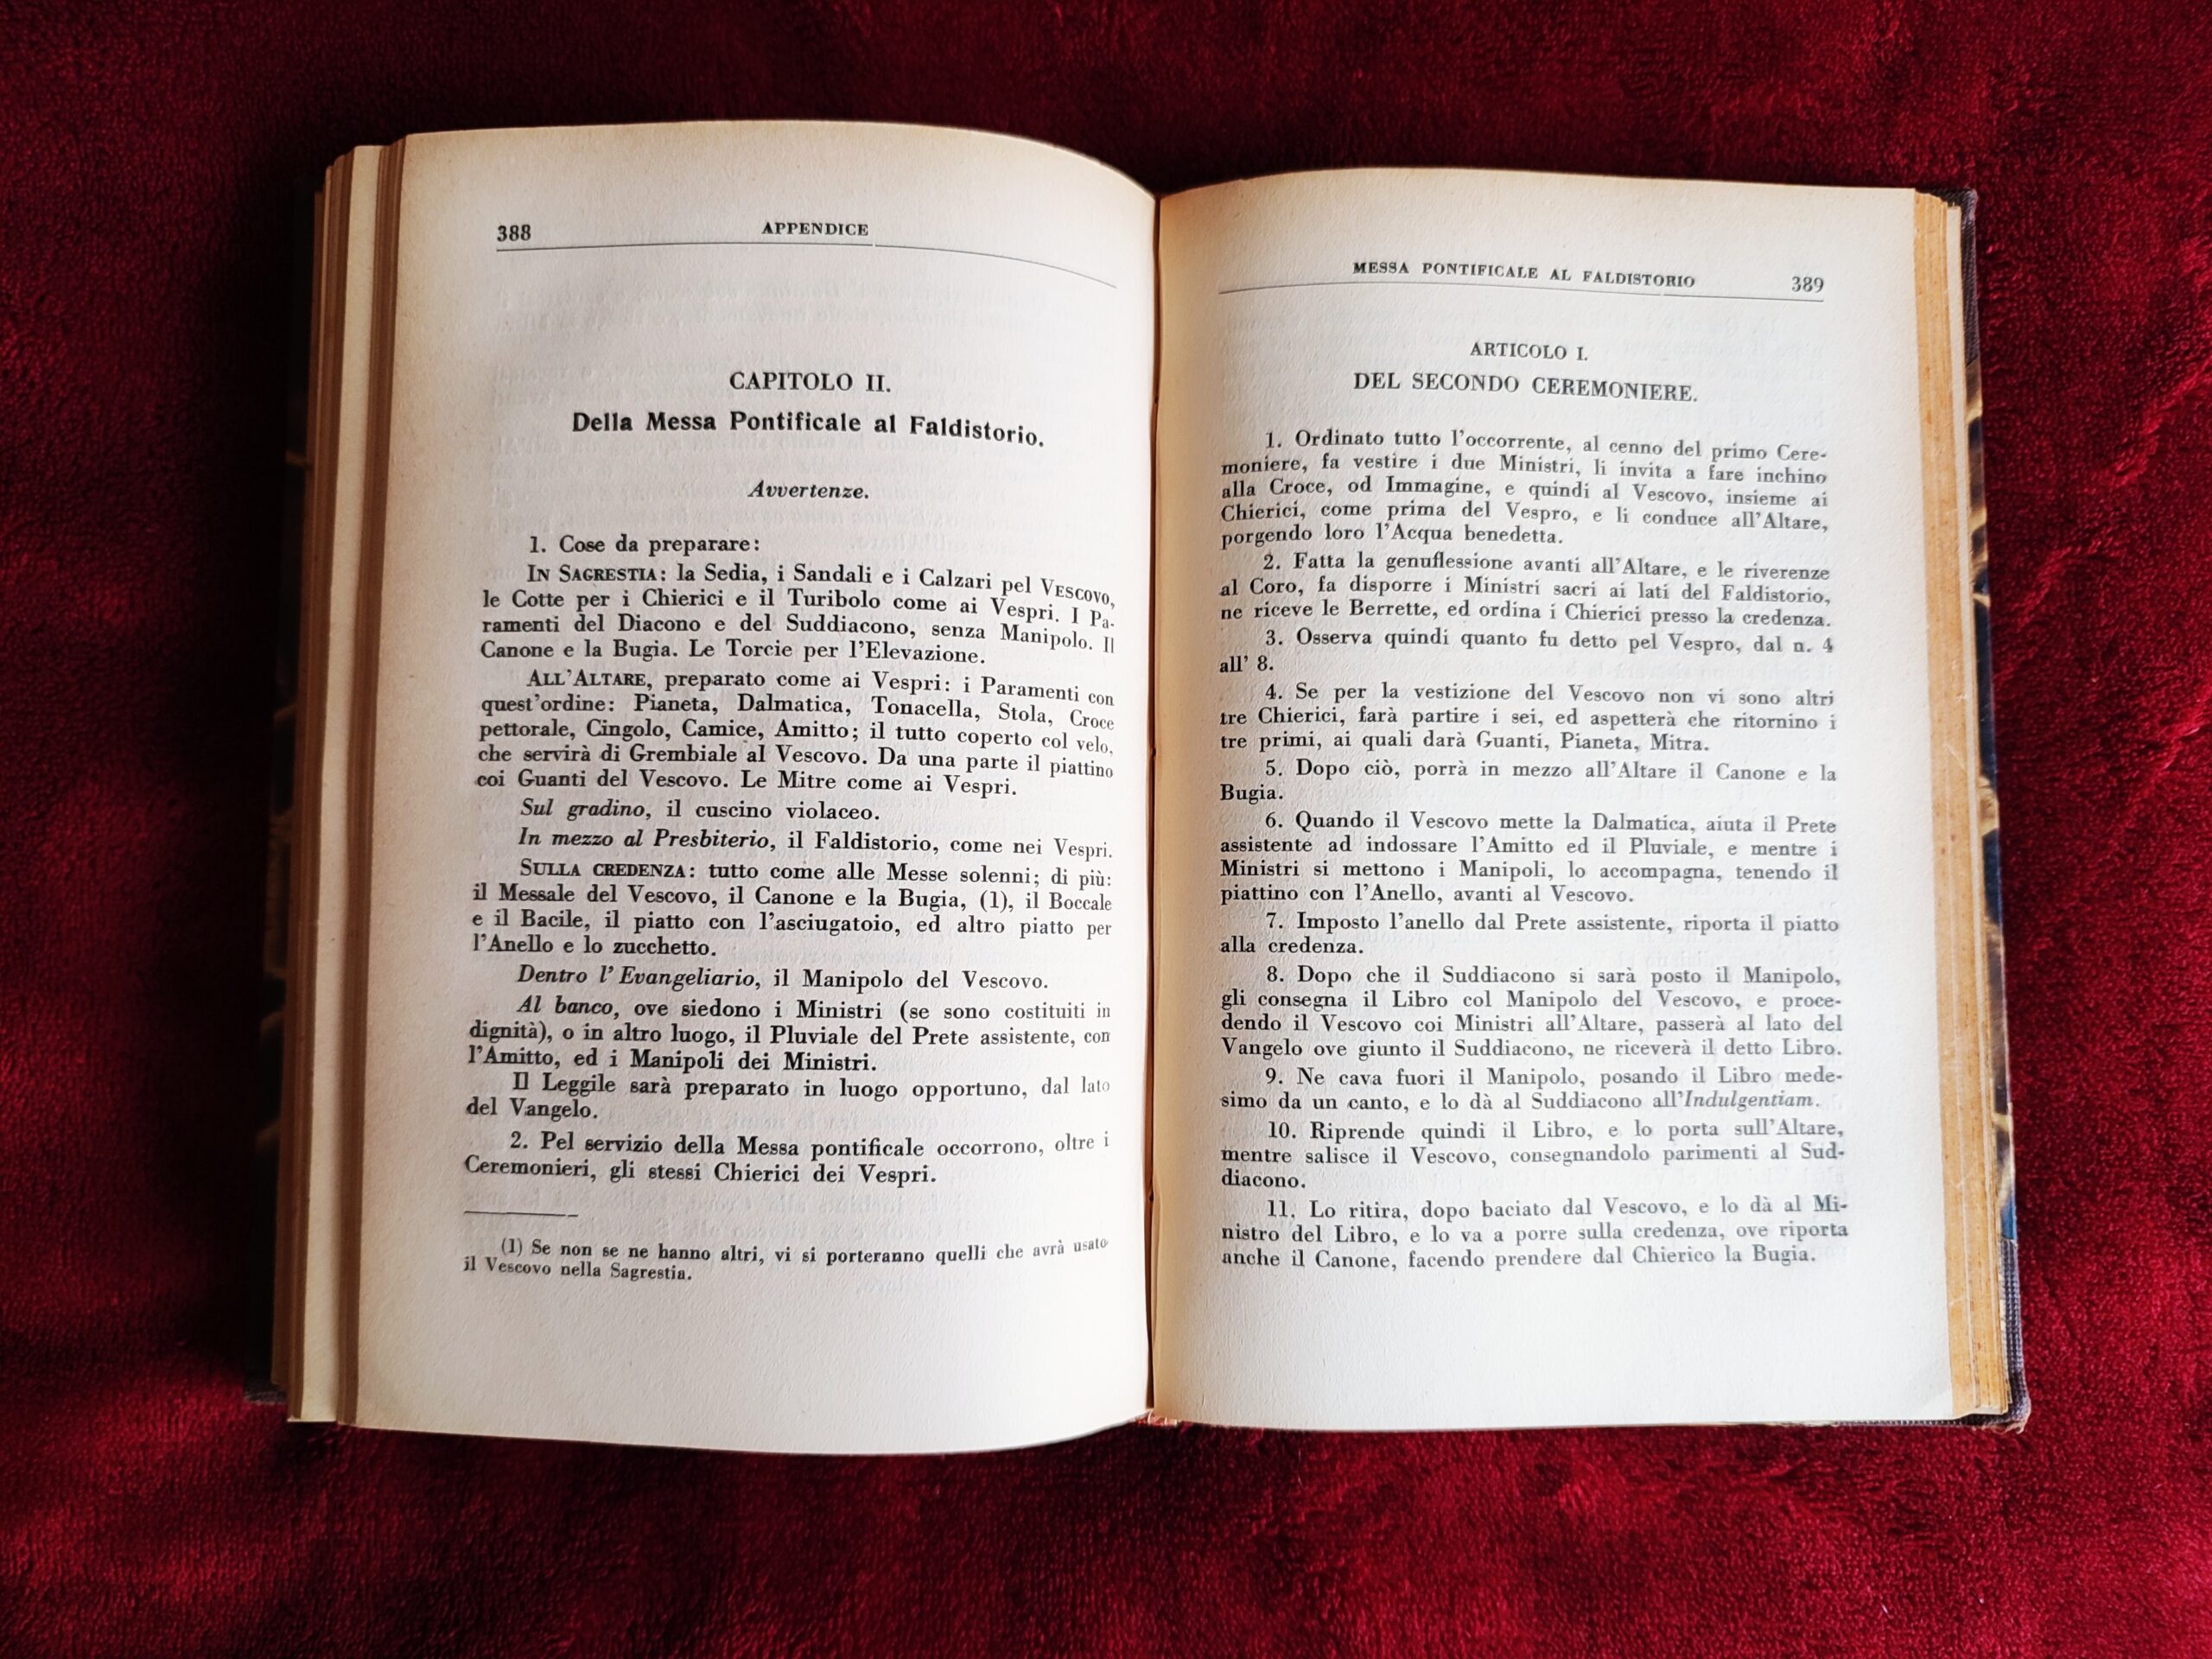 388
APPENDICE
CAPITOLO II.
Della Messa Pontificale al Faldistorio.
Avvertenze.
1. Cose da preparare:
IN SAGRESTIA: la Sedia, i Sandali e i Calzari pel VESCOVO,
le Cotte per i Chierici e il Turibolo come ai Vespri. I Pa-
ramenti del Diacono e del Suddiacono, senza Manipolo. Il
Canone e la Bugia. Le Torcie per l'Elevazione.
ALL'ALTARE, preparato come ai Vespri: i Paramenti con
quest'ordine: Pianeta, Dalmatica, Tonacella, Stola, Croce
pettorale, Cingolo, Camice, Amitto; il tutto coperto col velo,
che servirà di Grembiale al Vescovo. Da una parte il piattino
coi Guanti del Vescovo. Le Mitre come ai Vespri.
Sul gradino, il cuscino violaceo.
In mezzo al Presbiterio, il Faldistorio, come nei Vespri.
SULLA CREDENZA: tutto come alle Messe solenni; di più:
il Messale del Vescovo, il Canone e la Bugia, (1), il Boccale
e il Bacile, il piatto con l'asciugatoio, ed altro piatto per
l'Anello e lo zucchetto.
Dentro l'Evangeliario, il Manipolo del Vescovo.
Al banco, ove siedono i Ministri (se sono costituiti in
dignità), o in altro luogo, il Pluviale del Prete assistente, con
l'Amitto, ed i Manipoli dei Ministri.
Il Leggile sarà preparato in luogo opportuno, dal lato
del Vangelo.
2. Pel servizio della Messa pontificale occorrono, oltre i
Ceremonieri, gli stessi Chierici dei Vespri.
(1) Se non se ne hanno altri, vi si porteranno quelli che avrà usato
il Vescovo nella Sagrestia.
MESSA PONTIFICALE AL FALDISTORIO
389
ARTICOLO I.
DEL SECONDO CEREMONIERE.
1. Ordinato tutto l'occorrente, al cenno del primo Cere-
moniere, fa vestire i due Ministri, li invita a fare inchino
alla Croce, od Immagine, e quindi al Vescovo, insieme ai
Chierici, come prima del Vespro, e li conduce all'Altare,
porgendo loro l'Acqua benedetta.
2. Fatta la genuflessione avanti all'Altare, e le riverenze
al Coro, fa disporre i Ministri sacri ai lati del Faldistorio,
ne riceve le Berrette, ed ordina i Chierici presso la credenza.
3. Osserva quindi quanto fu detto pel Vespro, dal n. 4
all' 8.
4. Se per la vestizione del Vescovo non vi sono altri
tre Chierici, farà partire i sei, ed aspetterà che ritornino i
tre primi, ai quali darà Guanti, Pianeta, Mitra.
5. Dopo ciò, porrà in mezzo all'Altare il Canone e la
Bugia.
6. Quando il Vescovo mette la Dalmatica, aiuta il Prete
assistente ad indossare l'Amitto ed il Pluviale, e mentre i
Ministri si mettono i Manipoli, lo accompagna, tenendo il
piattino con l'Anello, avanti al Vescovo.
7. Imposto l'anello dal Prete assistente, riporta il piatto
alla credenza.
8. Dopo che il Suddiacono si sarà posto il Manipolo,
gli consegna il Libro col Manipolo del Vescovo, e proce-
dendo il Vescovo coi Ministri all'Altare, passerà al lato del
Vangelo ove giunto il Suddiacono, ne riceverà il detto Libro.
9. Ne cava fuori il Manipolo, posando il Libro mede-
simo da un canto, e lo dà al Suddiacono all'Indulgentiam.
10. Riprende quindi il Libro, e lo porta sull'Altare,
mentre salisce il Vescovo, consegnandolo parimenti al Sud-
diacono.
11. Lo ritira, dopo baciato dal Vescovo, e lo dà al Mi-
nistro del Libro, e lo va a porre sulla credenza, ove riporta
anche il Canone, facendo prendere dal Chierico la Bugia.